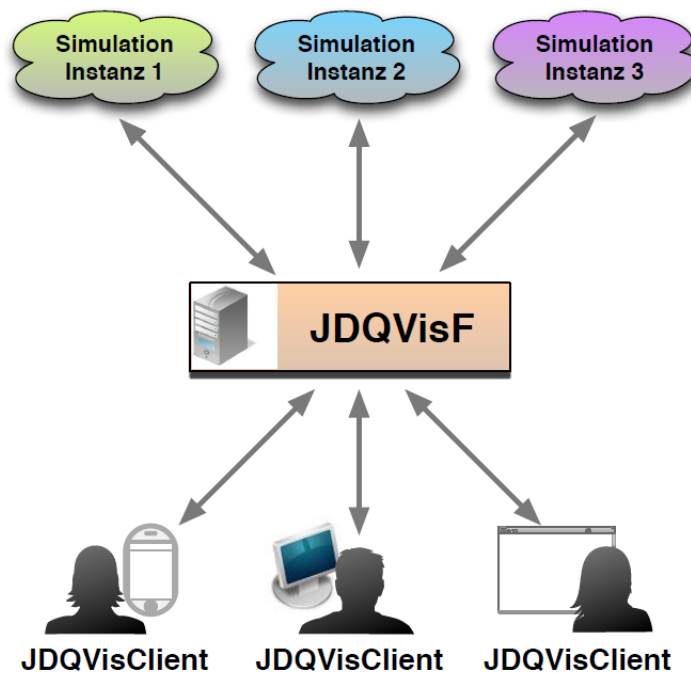 Simulation
Instanz 1
Simulation
Instanz 2
Simulation
Instanz 3
JDQVisF
JDQVisClient
JDQVisClient
JDQVisClient